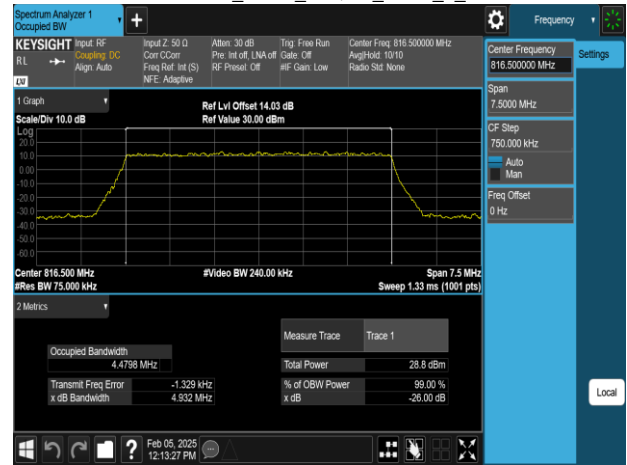 Spectrum Analyzer 1
Occupied BW
+
Frequency
KEYSIGHT
RL
LXI
Input: RF
Coupling: DC
Align: Auto
Input Z: 50 Ω
Corr CCorr
Freq Ref: Int (S)
NFE: Adaptive
Atten: 30 dB
Pre: Int off, LNA off
RF Presel: Off
Trig: Free Run
Gate: Off
#IF Gain: Low
Center Freq: 816.500000 MHz
Avg|Hold: 10/10
Radio Std: None
Center Frequency
816.500000 MHz
Settings
Span
7.5000 MHz
CF Step
750.000 kHz
Auto
Man
Freq Offset
0 Hz
Local
1 Graph
Scale/Div 10.0 dB
Ref Lvl Offset 14.03 dB
Ref Value 30.00 dBm
Log
20.0
10.0
0.00
-10.0
-20.0
-30.0
-40.0
-50.0
-60.0
Center 816.500 MHz
#Res BW 75.000 kHz
#Video BW 240.00 kHz
Span 7.5 MHz
Sweep 1.33 ms (1001 pts)
2 Metrics
Measure Trace Trace 1
Occupied Bandwidth
4.4798 MHz
Total Power 28.8 dBm
Transmit Freq Error -1.329 kHz
% of OBW Power 99.00 %
x dB Bandwidth 4.932 MHz
x dB -26.00 dB
?
Feb 05, 2025
12:13:27 PM